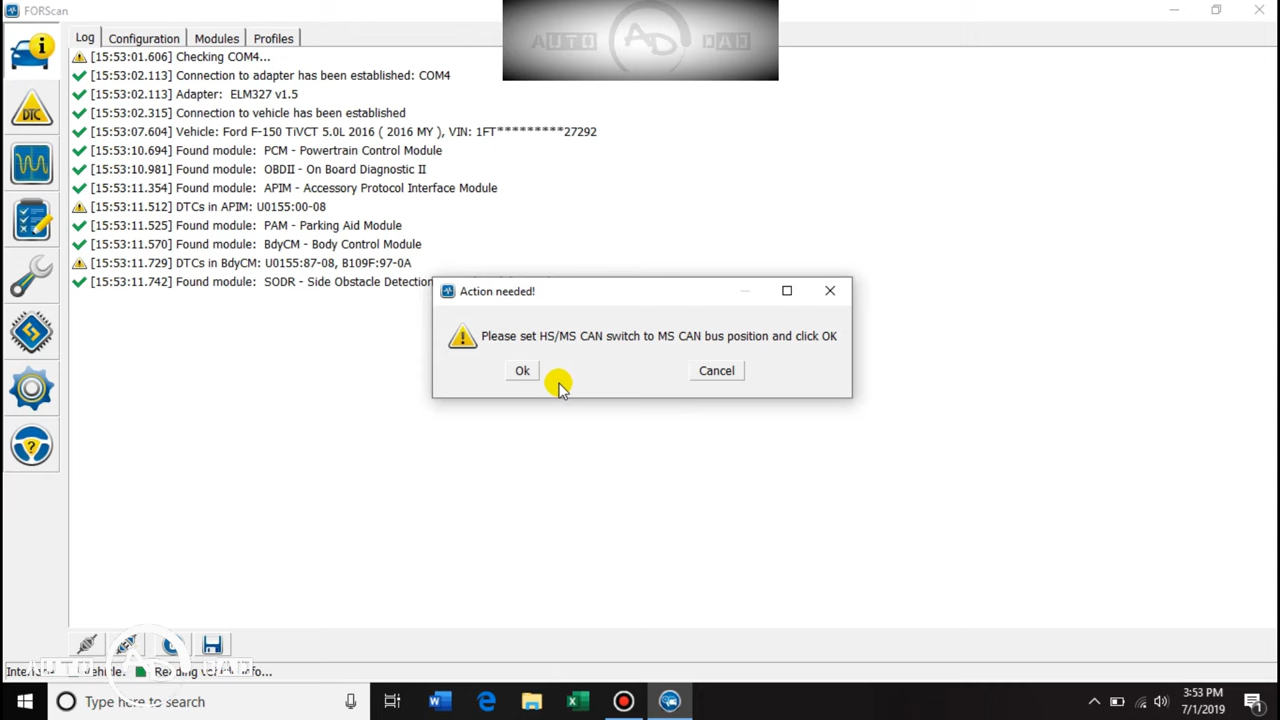 FORScan
Log
Configuration
Modules
Profiles
AUTO AD DAD
[15:53:01.606] Checking COM4...
[15:53:02.113] Connection to adapter has been established: COM4
[15:53:02.113] Adapter: ELM327 v1.5
[15:53:02.315] Connection to vehicle has been established
[15:53:07.604] Vehicle: Ford F-150 TiVCT 5.0L 2016 ( 2016 MY ), VIN: 1FT*********27292
[15:53:10.694] Found module: PCM - Powertrain Control Module
[15:53:10.981] Found module: OBDII - On Board Diagnostic II
[15:53:11.354] Found module: APIM - Accessory Protocol Interface Module
[15:53:11.512] DTCs in APIM: U0155:00-08
[15:53:11.525] Found module: PAM - Parking Aid Module
[15:53:11.570] Found module: BdyCM - Body Control Module
[15:53:11.729] DTCs in BdyCM: U0155:87-08, B109F:97-0A
[15:53:11.742] Found module: SODR - Side Obstacle Detection
DTC
Action needed!
Please set HS/MS CAN switch to MS CAN bus position and click OK
Ok
Cancel
AD
Reading vehicle info...
Type here to search
3:53 PM
7/1/2019